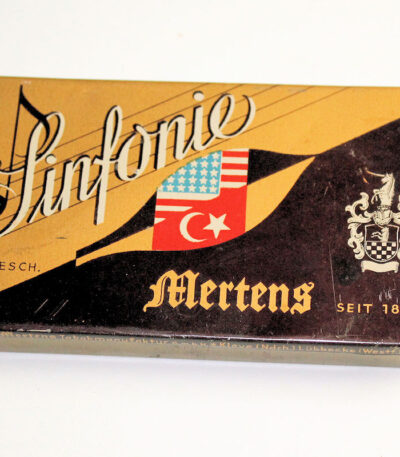 Sinfonie
ESCH.
Mertens
SEIT 18